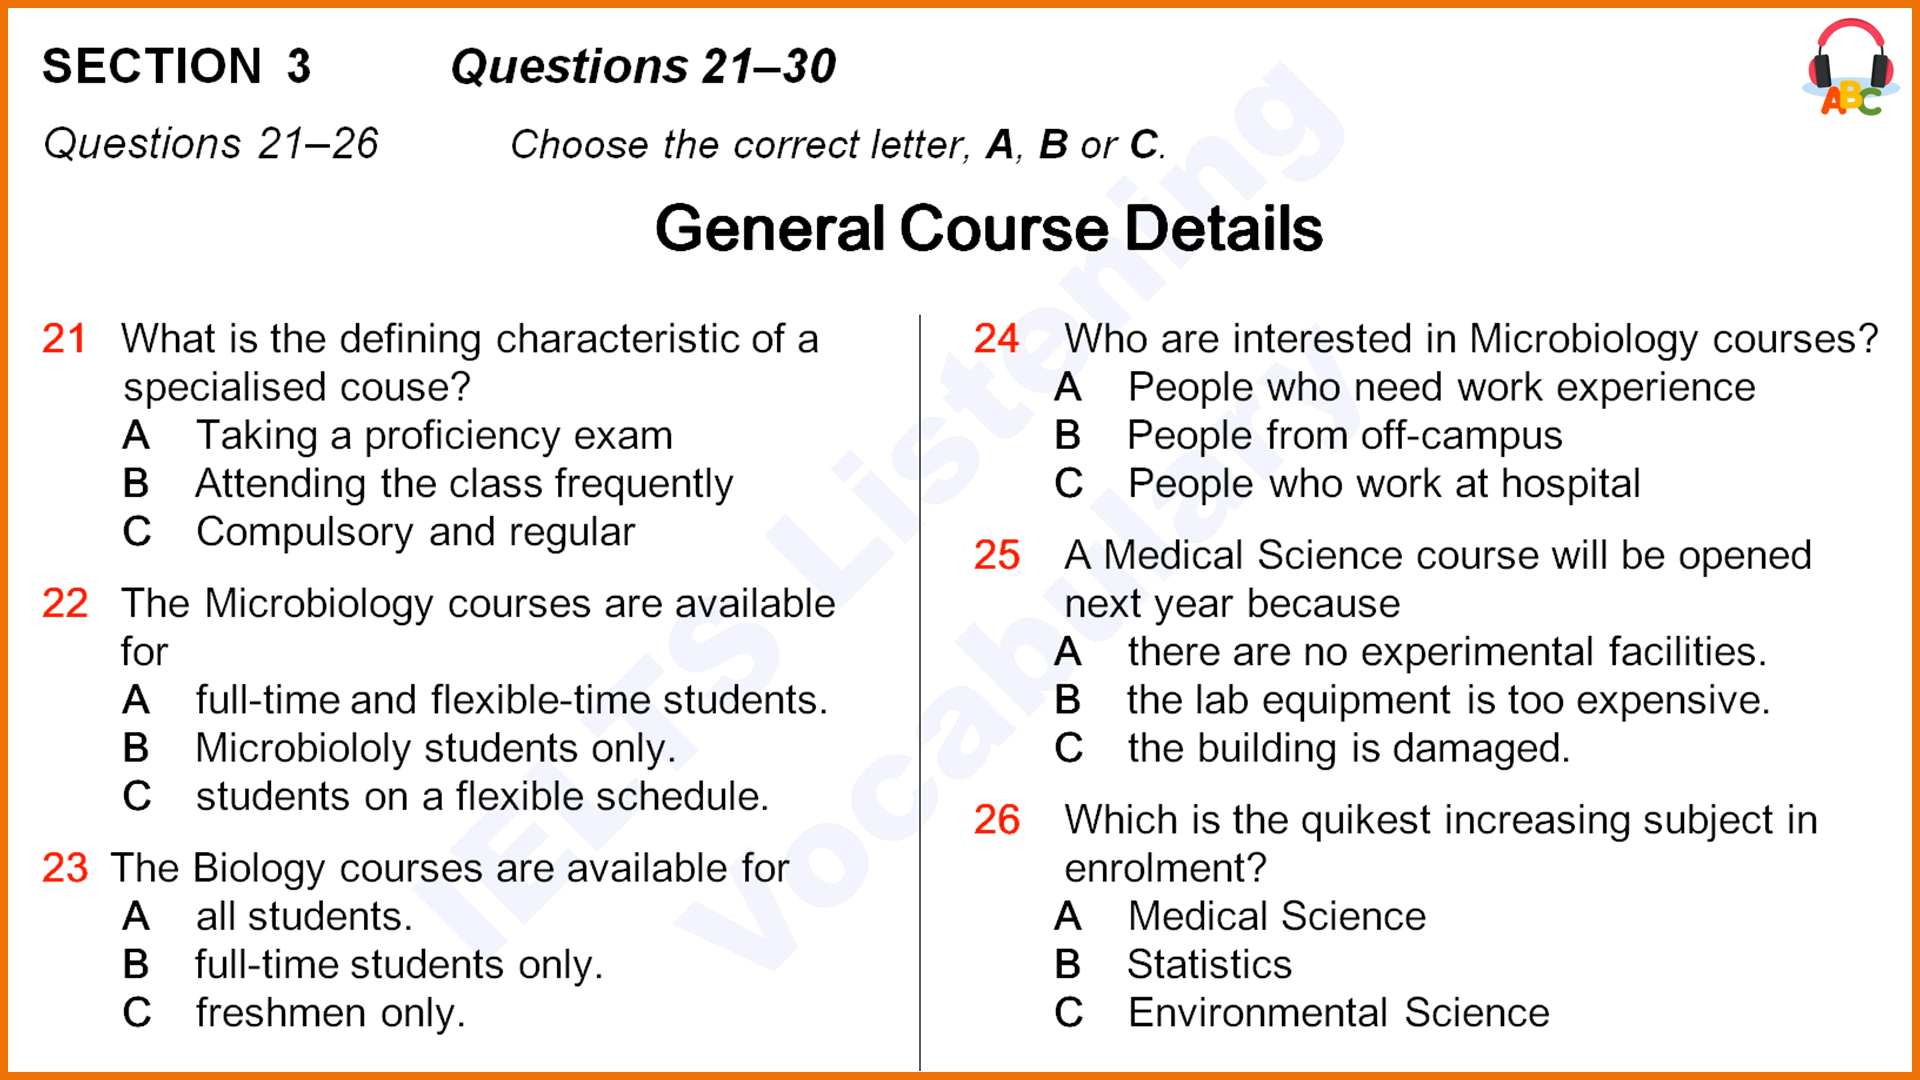 SECTION 3 Questions 21–30
Questions 21–26 Choose the correct letter, A, B or C.
General Course Details
21 What is the defining characteristic of a
specialised couse?
A Taking a proficiency exam
B Attending the class frequently
C Compulsory and regular
22 The Microbiology courses are available
for
A full-time and flexible-time students.
B Microbiololy students only.
C students on a flexible schedule.
23 The Biology courses are available for
A all students.
B full-time students only.
C freshmen only.
24 Who are interested in Microbiology courses?
A People who need work experience
B People from off-campus
C People who work at hospital
25 A Medical Science course will be opened
next year because
A there are no experimental facilities.
B the lab equipment is too expensive.
C the building is damaged.
26 Which is the quikest increasing subject in
enrolment?
A Medical Science
B Statistics
C Environmental Science
ABC
IELTS Listening
Vocabulary